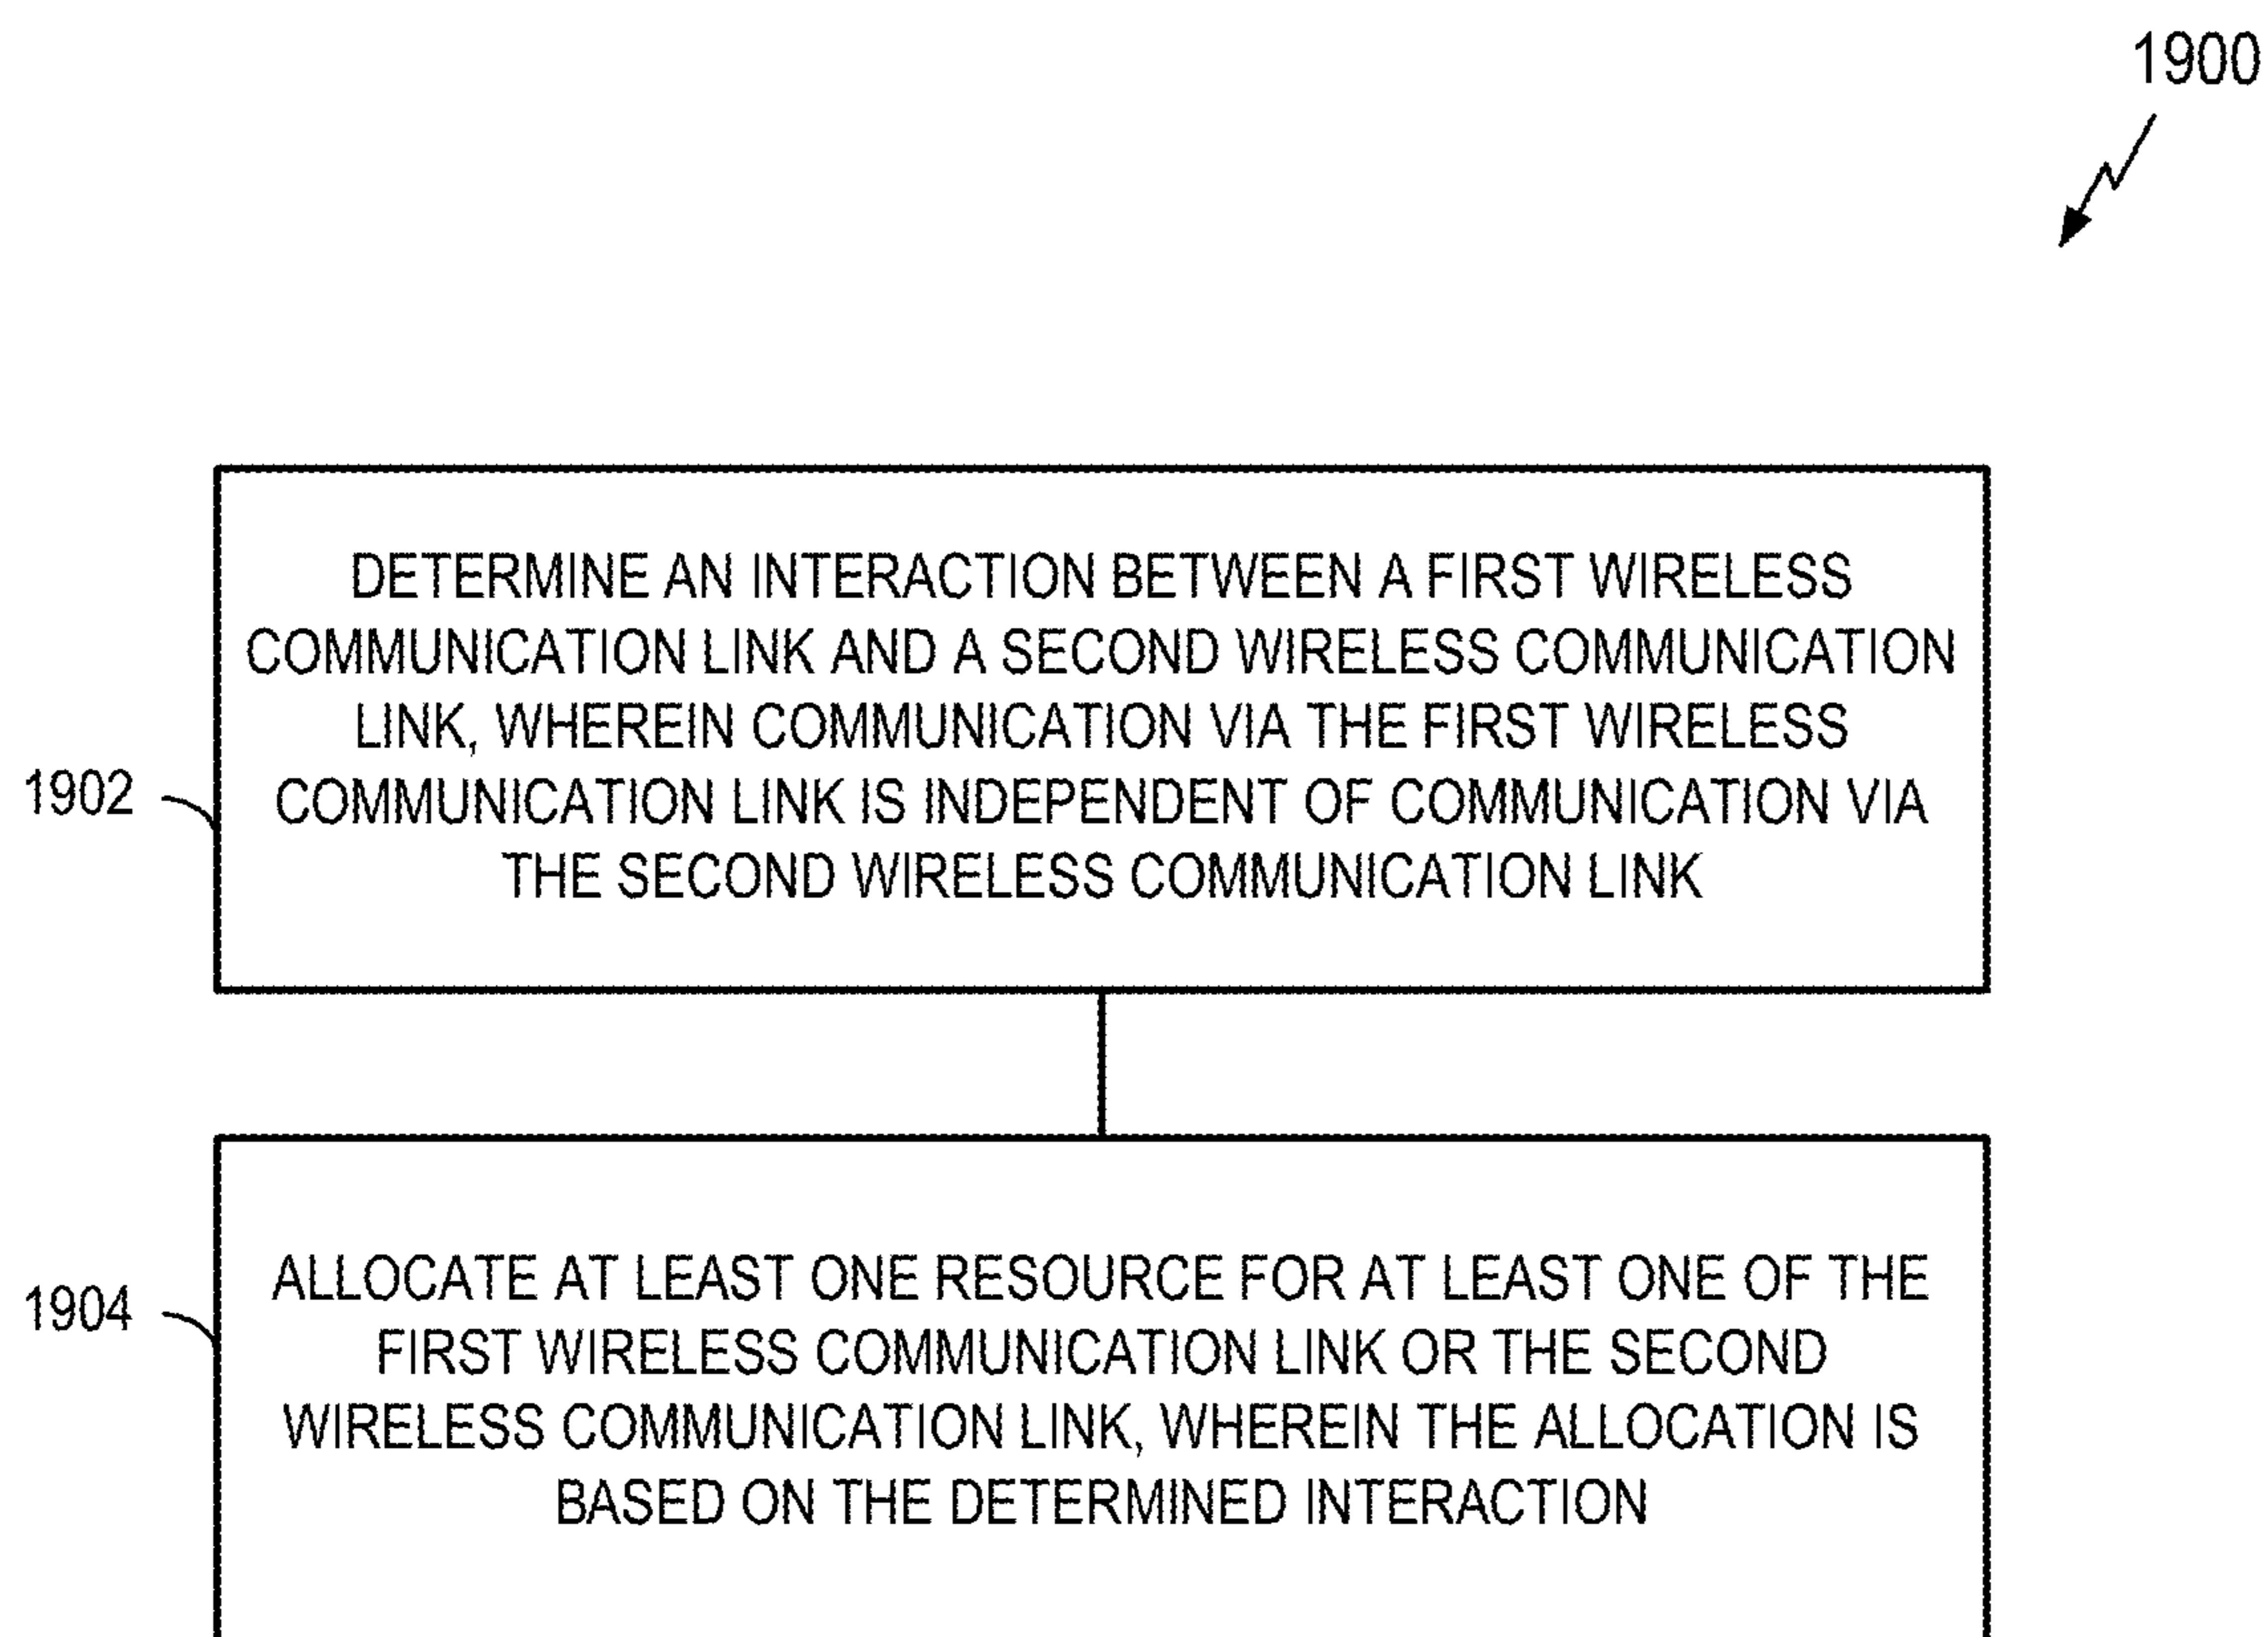 1900
DETERMINE AN INTERACTION BETWEEN A FIRST WIRELESS
COMMUNICATION LINK AND A SECOND WIRELESS COMMUNICATION
LINK, WHEREIN COMMUNICATION VIA THE FIRST WIRELESS
COMMUNICATION LINK IS INDEPENDENT OF COMMUNICATION VIA
THE SECOND WIRELESS COMMUNICATION LINK
1902
ALLOCATE AT LEAST ONE RESOURCE FOR AT LEAST ONE OF THE
FIRST WIRELESS COMMUNICATION LINK OR THE SECOND
WIRELESS COMMUNICATION LINK, WHEREIN THE ALLOCATION IS
BASED ON THE DETERMINED INTERACTION
1904